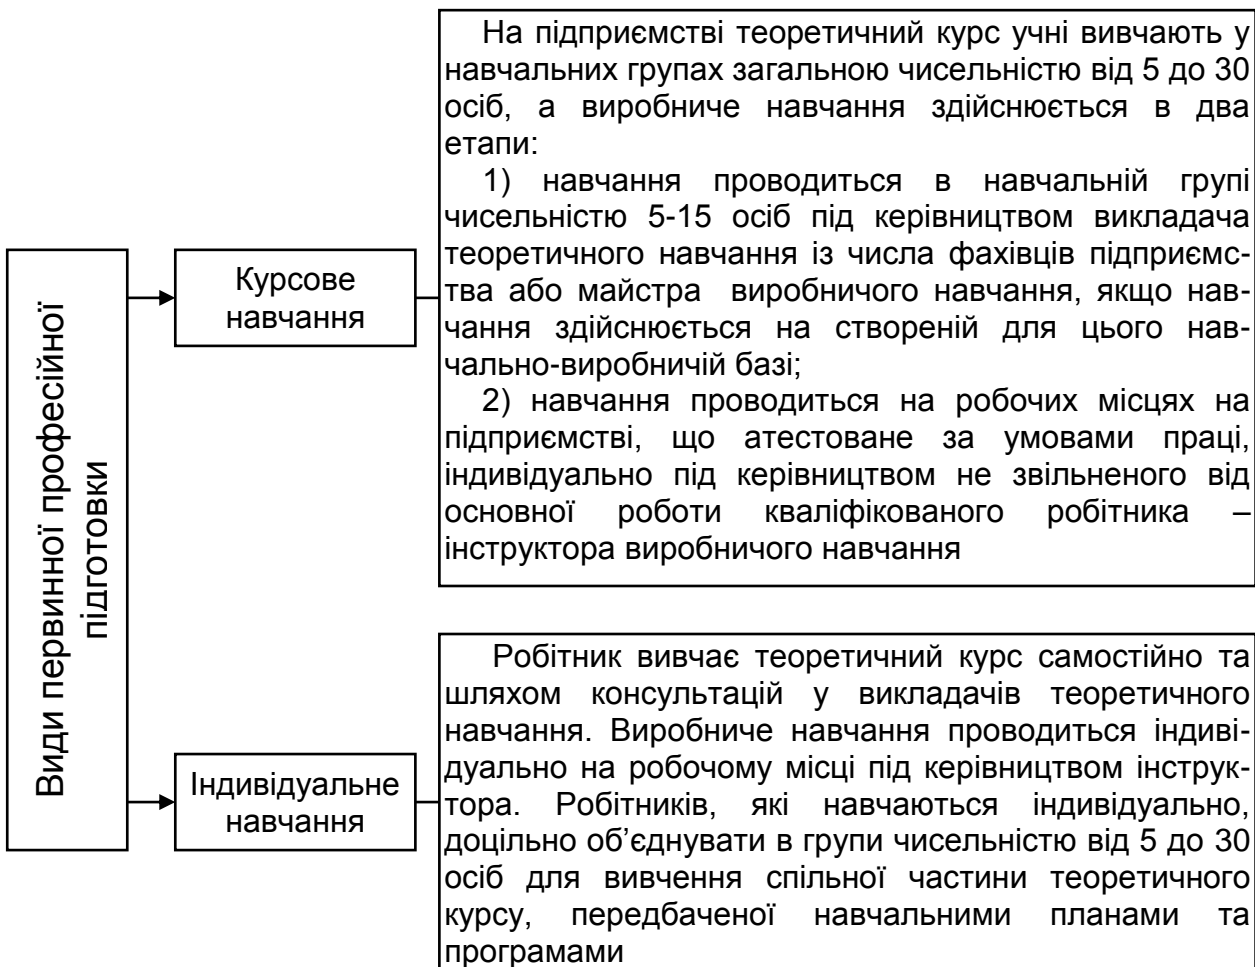 Види первинної професійної
підготовки
Курсове
навчання
На підприємстві теоретичний курс учні вивчають у
навчальних групах загальною чисельністю від 5 до 30
осіб, а виробниче навчання здійснюється в два
етапи:
1) навчання проводиться в навчальній групі
чисельністю 5-15 осіб під керівництвом викладача
теоретичного навчання із числа фахівців підприємс-
тва або майстра виробничого навчання, якщо нав-
чання здійснюється на створеній для цього нав-
чально-виробничій базі;
2) навчання проводиться на робочих місцях на
підприємстві, що атестоване за умовами праці,
індивідуально під керівництвом не звільненого від
основної роботи кваліфікованого робітника –
інструктора виробничого навчання
Індивідуальне
навчання
Робітник вивчає теоретичний курс самостійно та
шляхом консультацій у викладачів теоретичного
навчання. Виробниче навчання проводиться індиві-
дуально на робочому місці під керівництвом інструк-
тора. Робітників, які навчаються індивідуально,
доцільно об’єднувати в групи чисельністю від 5 до 30
осіб для вивчення спільної частини теоретичного
курсу, передбаченої навчальними планами та
програмами